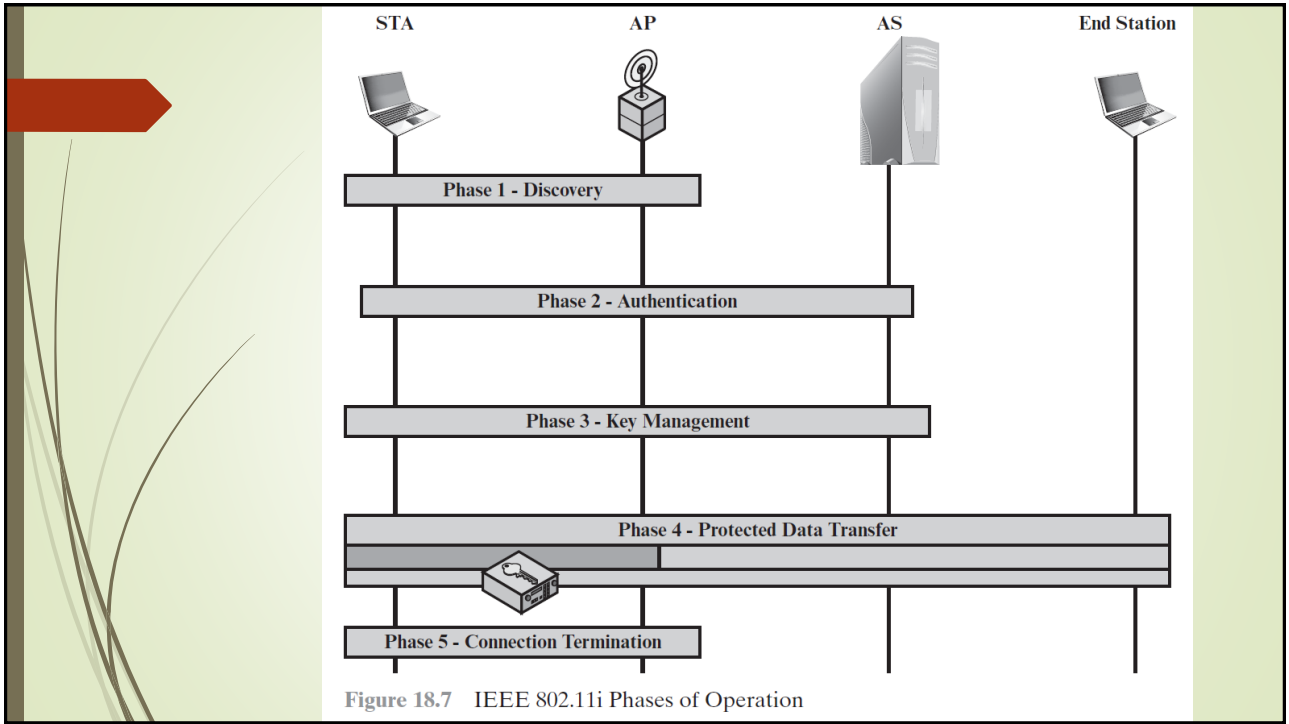 STA AP AS End Station
Phase 1 - Discovery
Phase 2 - Authentication
Phase 3 - Key Management
Phase 4 - Protected Data Transfer
Phase 5 - Connection Termination
Figure 18.7 IEEE 802.11i Phases of Operation